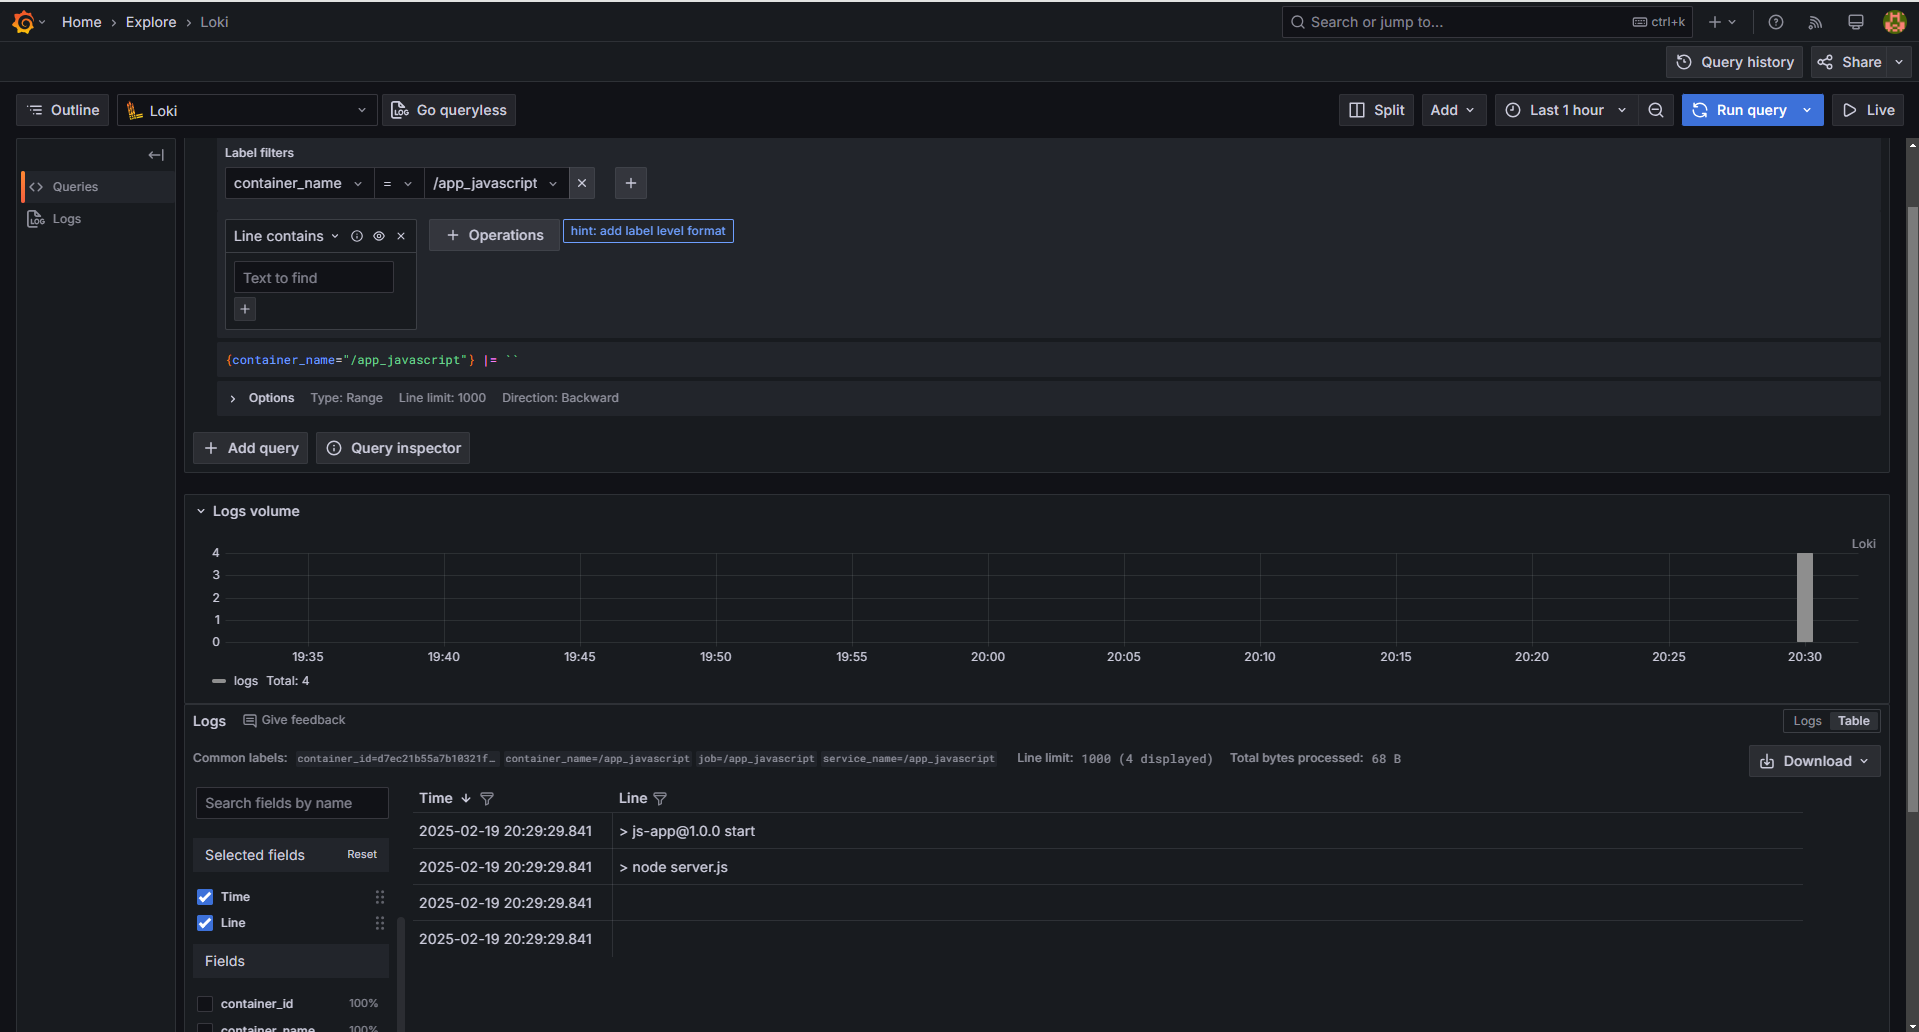 Home › Explore › Loki
Search or jump to... ctrl+k
Query history Share
Outline Loki Go queryless Split Add Last 1 hour Run query Live
Queries
Logs
Label filters
container_name = /app_javascript
Line contains Operations hint: add label level format
Text to find
{container_name="/app_javascript"} |= ``
Options Type: Range Line limit: 1000 Direction: Backward
Add query Query inspector
Logs volume
Loki
4
3
2
1
0
19:35 19:40 19:45 19:50 19:55 20:00 20:05 20:10 20:15 20:20 20:25 20:30
logs Total: 4
Logs Give feedback Logs Table
Common labels: container_id=d7ec21b55a7b10321f… container_name=/app_javascript job=/app_javascript service_name=/app_javascript Line limit: 1000 (4 displayed) Total bytes processed: 68 B
Download
Search fields by name
Selected fields Reset
Time
Line
Fields
container_id 100%
container_name 100%
Time Line
2025-02-19 20:29:29.841 > js-app@1.0.0 start
2025-02-19 20:29:29.841 > node server.js
2025-02-19 20:29:29.841
2025-02-19 20:29:29.841